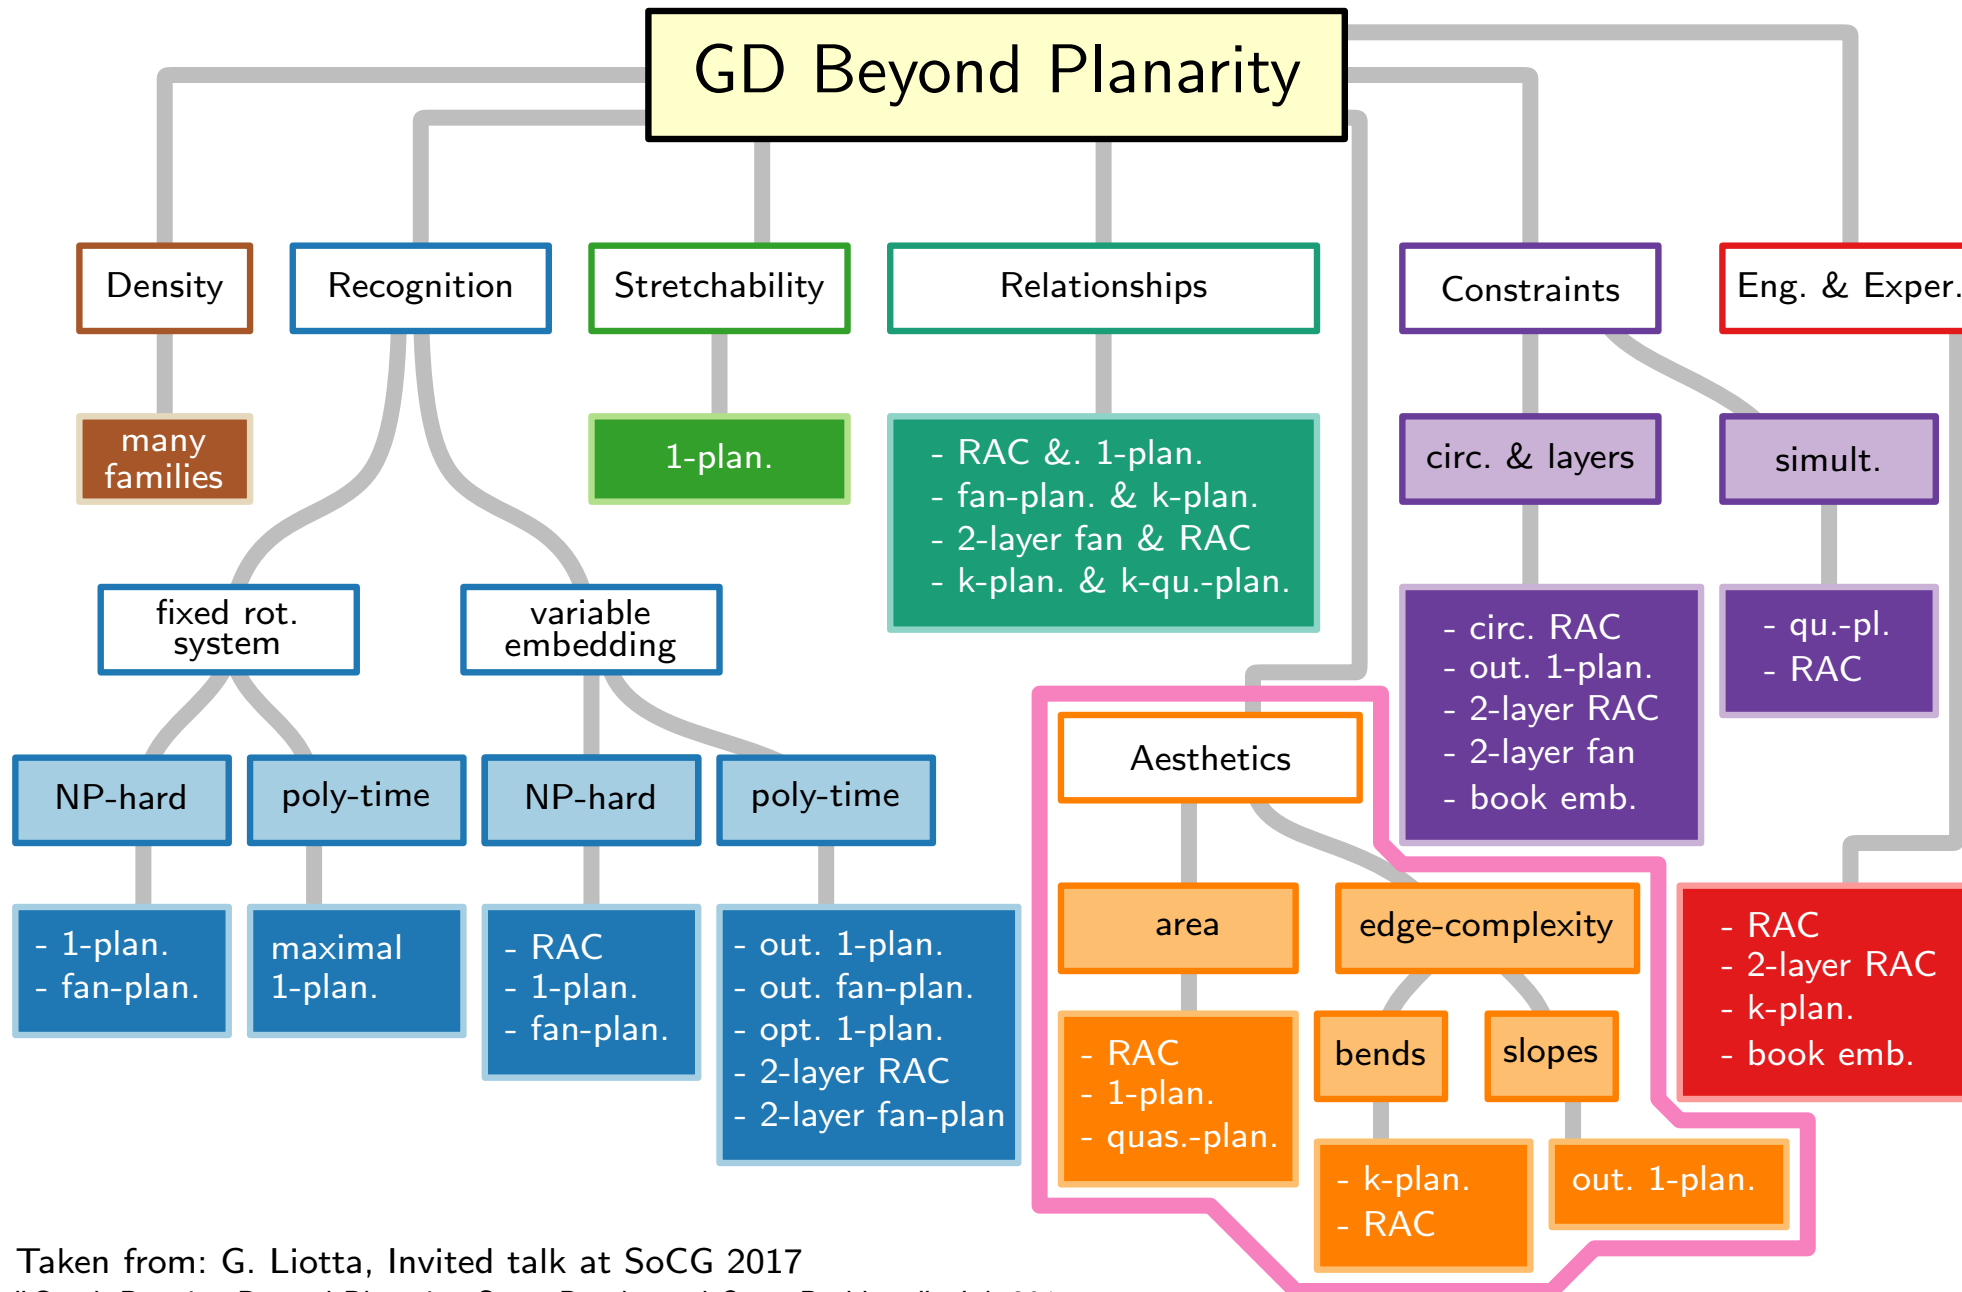 GD Beyond Planarity
Density
Recognition
Stretchability
Relationships
Constraints
Eng. & Exper.
many
families
1-plan.
- RAC &. 1-plan.
- fan-plan. & k-plan.
- 2-layer fan & RAC
- k-plan. & k-qu.-plan.
circ. & layers
simult.
fixed rot.
system
variable
embedding
- circ. RAC
- out. 1-plan.
- 2-layer RAC
- 2-layer fan
- book emb.
- qu.-pl.
- RAC
NP-hard
poly-time
NP-hard
poly-time
Aesthetics
- 1-plan.
- fan-plan.
maximal
1-plan.
- RAC
- 1-plan.
- fan-plan.
- out. 1-plan.
- out. fan-plan.
- opt. 1-plan.
- 2-layer RAC
- 2-layer fan-plan
area
edge-complexity
- RAC
- 1-plan.
- quas.-plan.
bends
slopes
- k-plan.
- RAC
out. 1-plan.
- RAC
- 2-layer RAC
- k-plan.
- book emb.
Taken from: G. Liotta, Invited talk at SoCG 2017